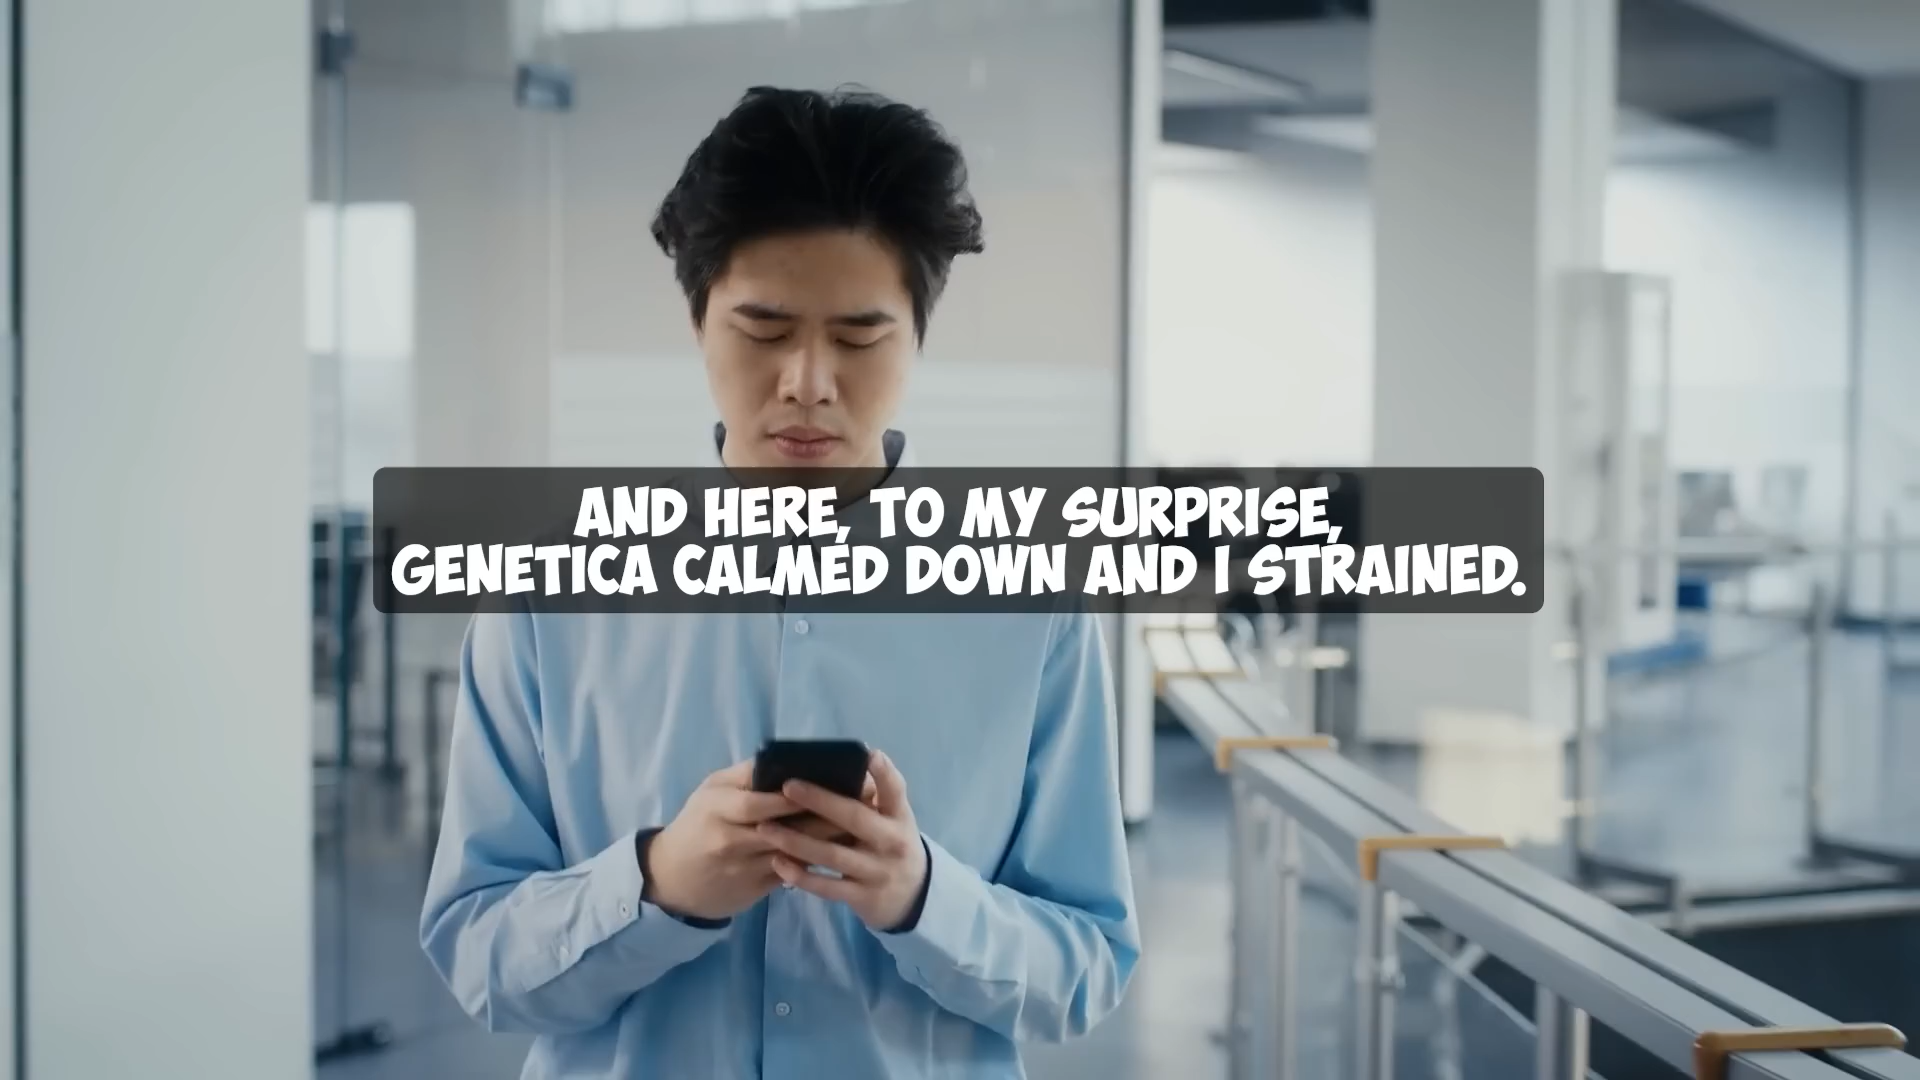 AND HERE, TO MY SURPRISE,
GENETICA CALMED DOWN AND I STRAINED.